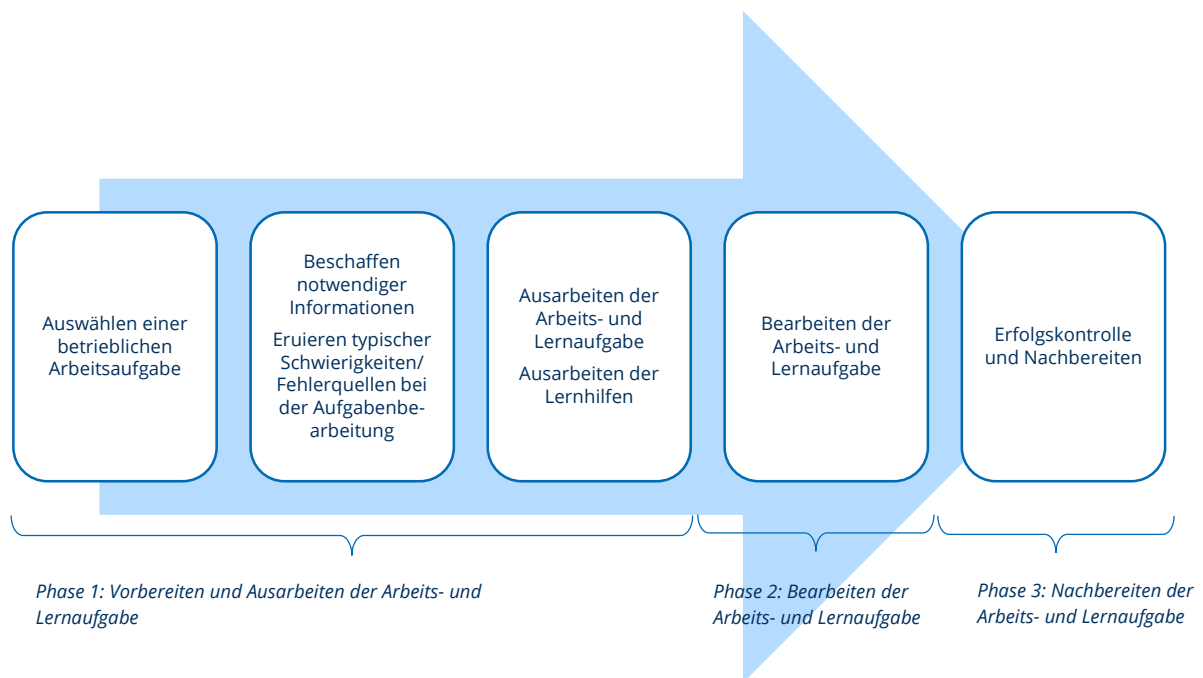 Auswählen einer
betrieblichen
Arbeitsaufgabe
Beschaffen
notwendiger
Informationen
Eruieren typischer
Schwierigkeiten/
Fehlerquellen bei
der Aufgabenbe-
arbeitung
Ausarbeiten der
Arbeits- und
Lernaufgabe
Ausarbeiten der
Lernhilfen
Bearbeiten der
Arbeits- und
Lernaufgabe
Erfolgskontrolle
und Nachbereiten
Phase 1: Vorbereiten und Ausarbeiten der Arbeits- und
Lernaufgabe
Phase 2: Bearbeiten der
Arbeits- und Lernaufgabe
Phase 3: Nachbereiten der
Arbeits- und Lernaufgabe